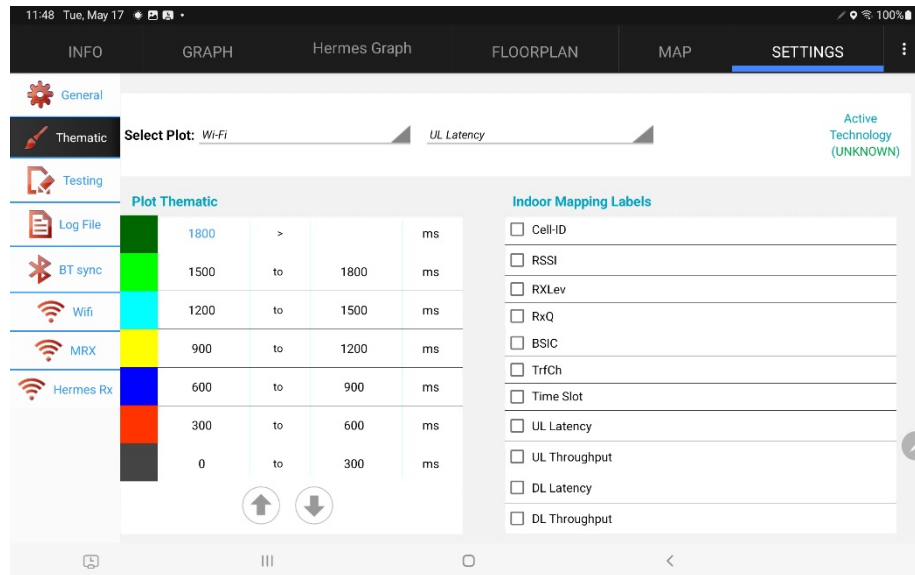 11:48 Tue, May 17 100%
INFO GRAPH Hermes Graph FLOORPLAN MAP SETTINGS
General
Thematic
Testing
Log File
BT sync
Wifi
MRX
Hermes Rx
Select Plot: Wi-Fi UL Latency
Active
Technology
(UNKNOWN)
Plot Thematic
1800 > ms
1500 to 1800 ms
1200 to 1500 ms
900 to 1200 ms
600 to 900 ms
300 to 600 ms
0 to 300 ms
Indoor Mapping Labels
Cell-ID
RSSI
RXLev
RxQ
BSIC
TrfCh
Time Slot
UL Latency
UL Throughput
DL Latency
DL Throughput